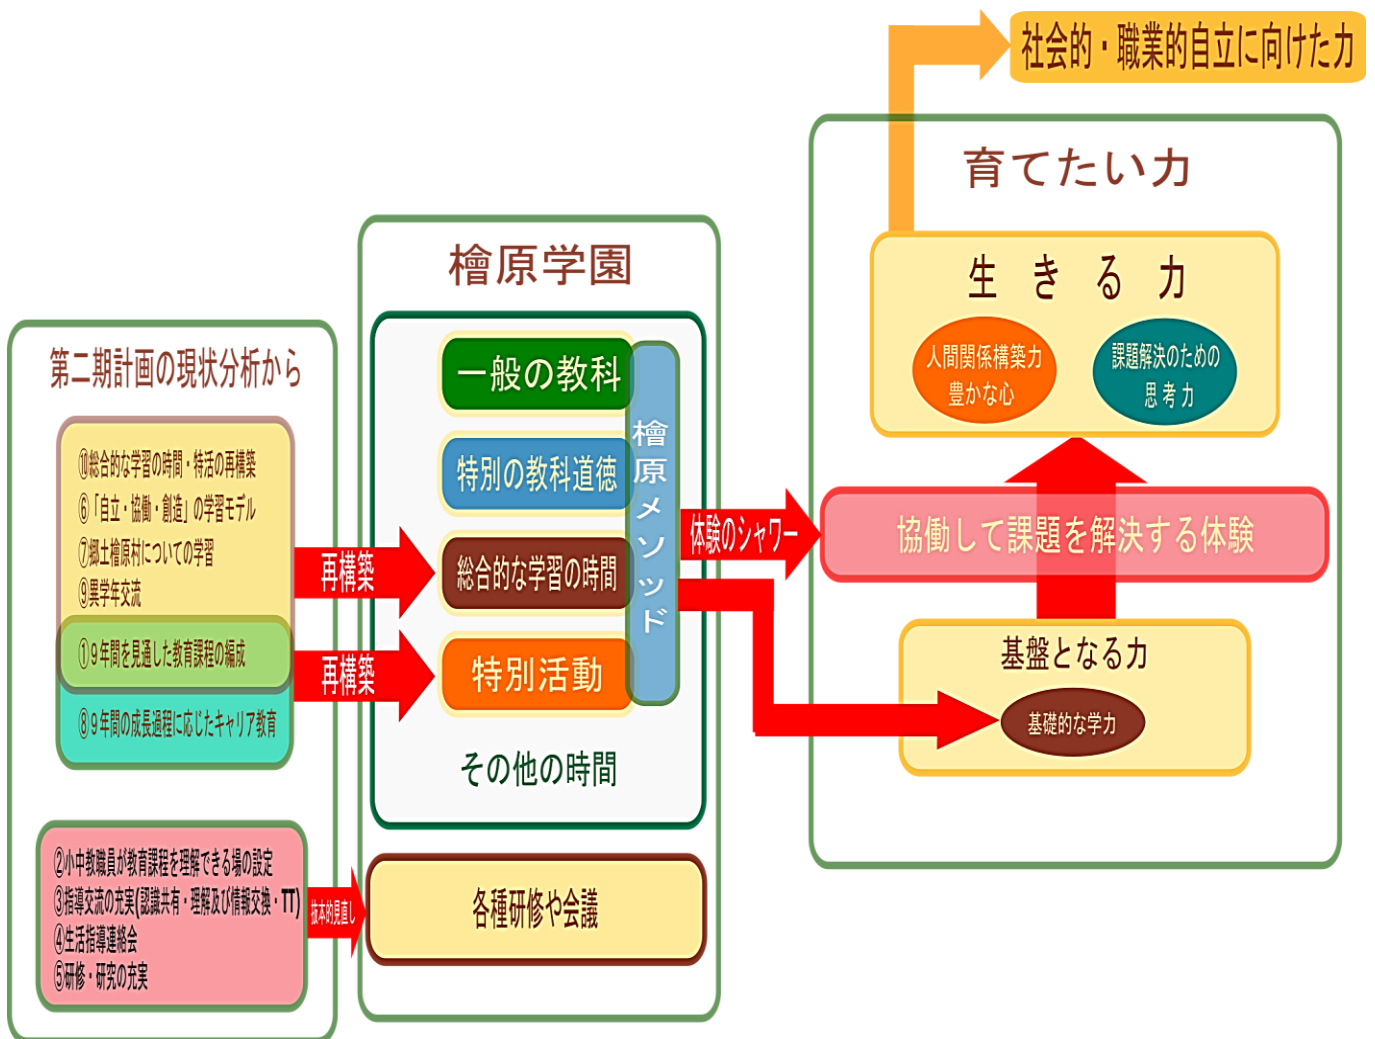 社会的・職業的自立に向けた力
育てたい力
生きる力
人間関係構築力
豊かな心
課題解決のための
思考力
協働して課題を解決する体験
基盤となる力
基礎的な学力
檜原学園
一般の教科
特別の教科道徳
総合的な学習の時間
特別活動
檜原メソッド
その他の時間
各種研修や会議
体験のシャワー
第二期計画の現状分析から
⑩総合的な学習の時間・特活の再構築
⑥「自立・協働・創造」の学習モデル
⑦郷土檜原村についての学習
⑨異学年交流
①９年間を見通した教育課程の編成
⑧９年間の成長過程に応じたキャリア教育
再構築
再構築
②小中教職員が教育課程を理解できる場の設定
③指導交流の充実(認識共有・理解及び情報交換・TT)
④生活指導連絡会
⑤研修・研究の充実
抜本的見直し